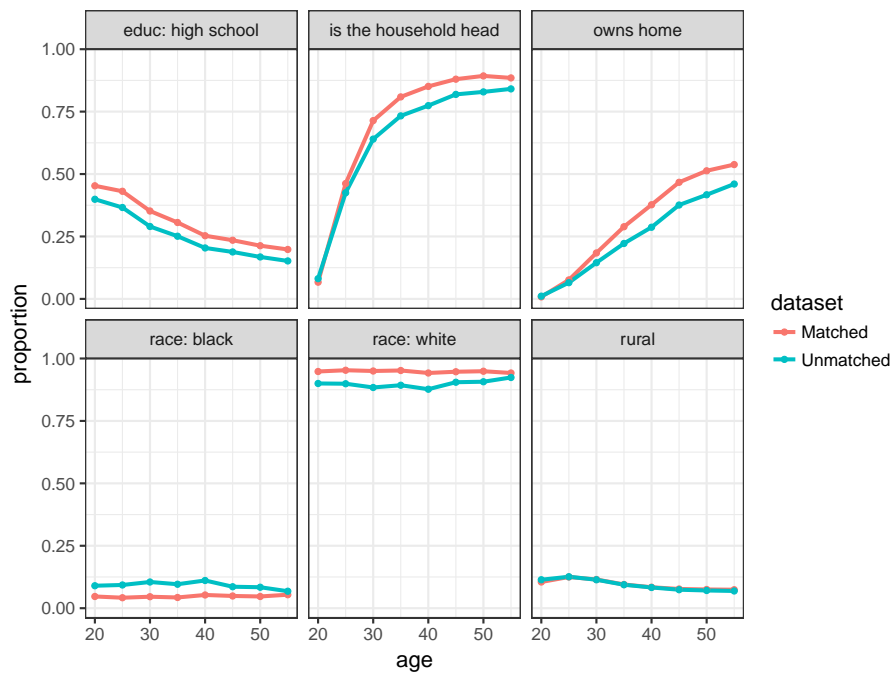 educ: high school
is the household head
owns home
1.00
0.75
0.50
0.25
0.00
race: black
race: white
rural
1.00
0.75
0.50
0.25
0.00
20
30
40
50
20
30
40
50
20
30
40
50
age
proportion
dataset
Matched
Unmatched